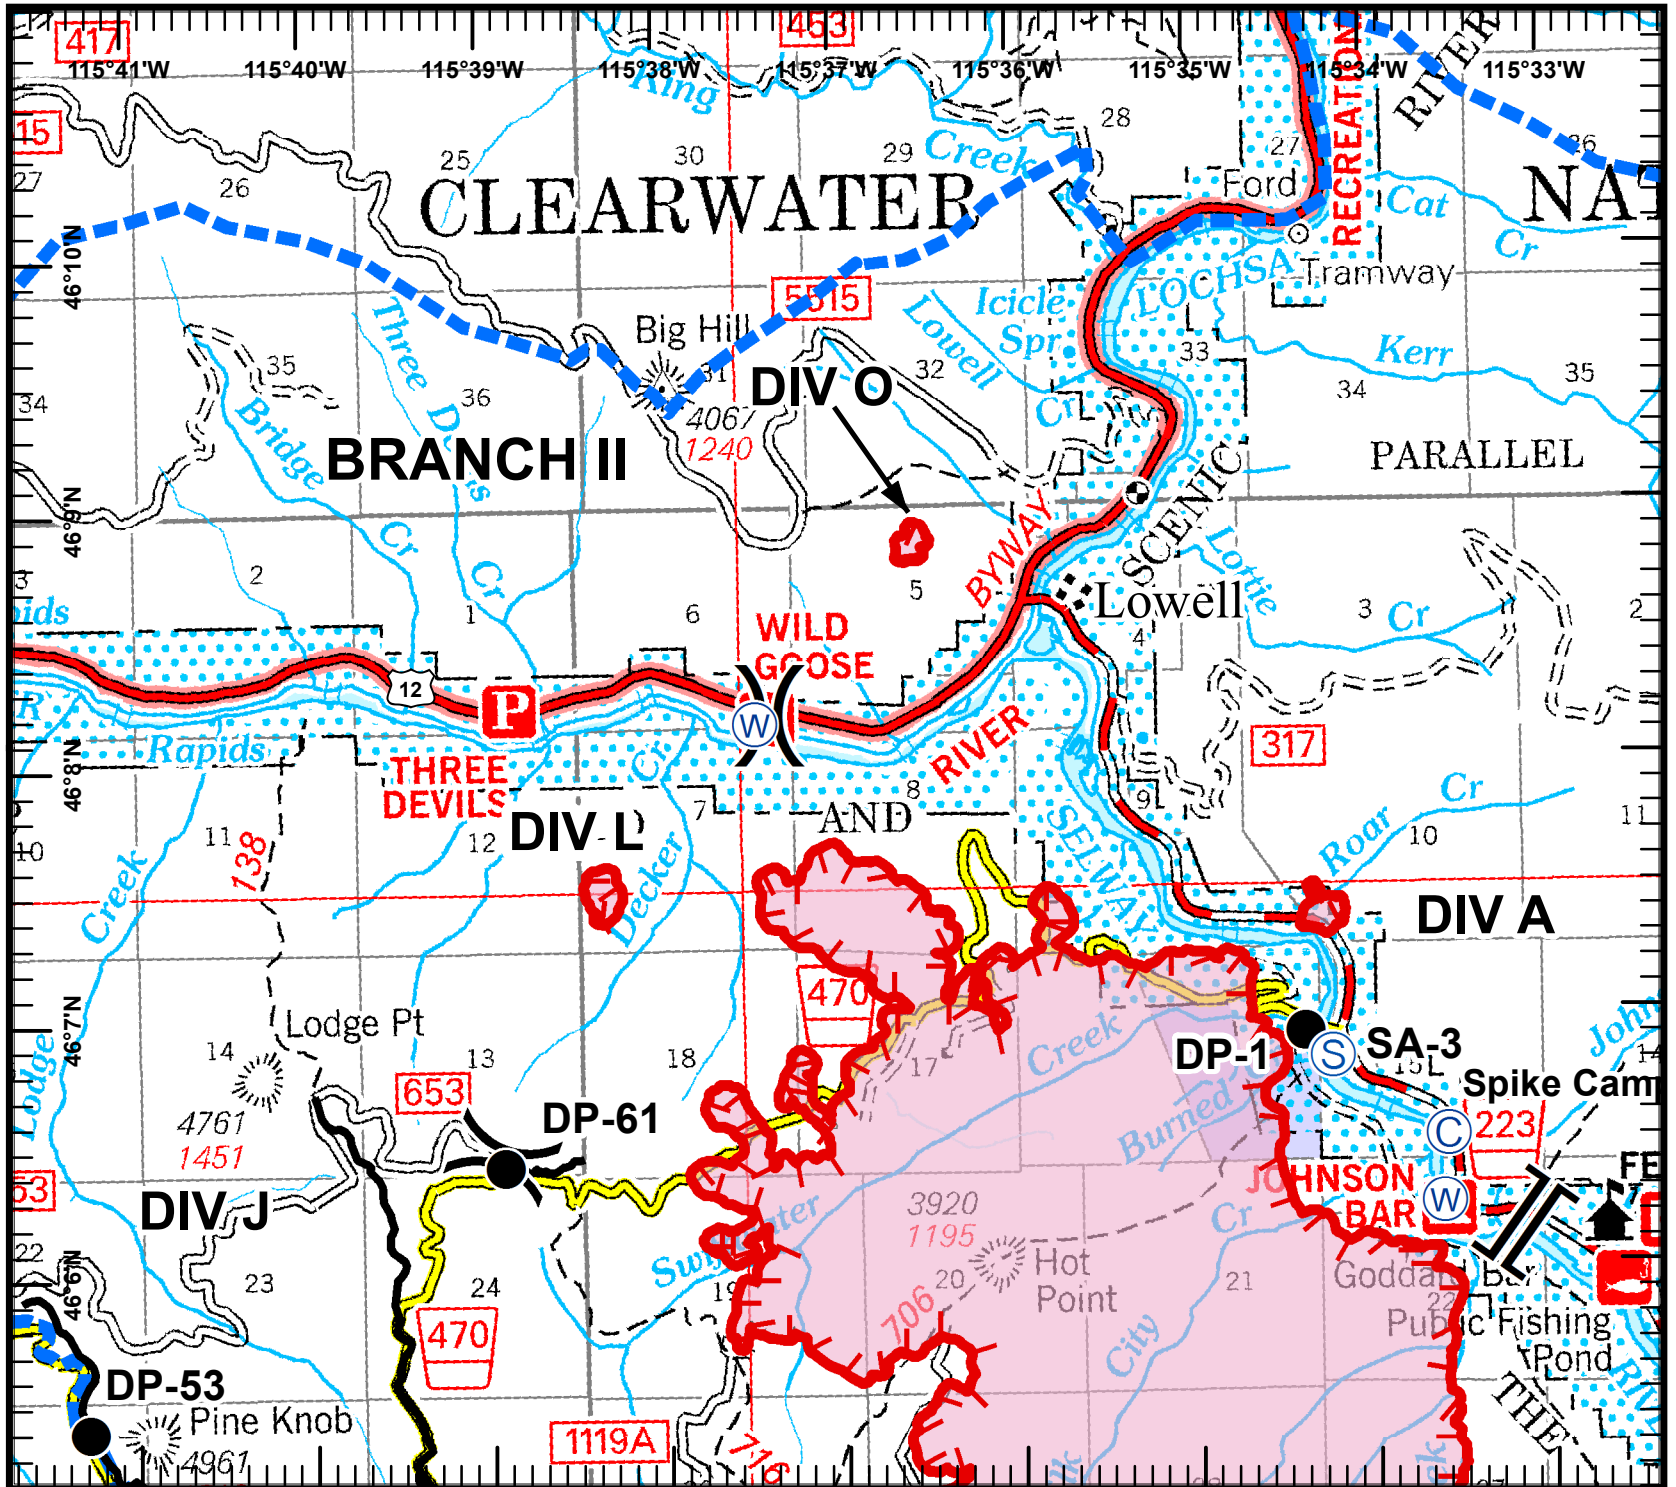 417
453
115°41'W
115°40'W
115°39'W
115°38'W
115°37'W
115°36'W
115°35'W
115°34'W
115°33'W
King
RIVER
15
28
27
26
25
30
29
Creek
27
26
Ford
RECREATION
Cat
Cr
CLEARWATER
NAT
46°10'N
Tramway
LOCHSA
5515
Icicle
Spr
Lowell
Cr
Big Hill
Three
33
Kerr
35
31
32
34
35
36
34
DIV O
4067
1240
Bridge
Cr
BRANCH II
PARALLEL
SCENIC
46°9'N
BYWAY
Lottie
Cr
Cr
3
2
5
Lowell
3
2
1
6
4
WILD
GOOSE
12
P
W
R
Rapids
RIVER
317
46°8'N
THREE
DEVILS
Cr
8
9
Cr
7
AND
DIV L
Decker
SELWAY
Roar
10
11
10
11
12
138
Creek
DIV A
470
46°7'N
Lodge Pt
Creek
DP-1
S
SA-3
John
14
13
18
17
15
14
Lodge
4761
1451
653
DP-61
Burned
Spike Cam
C
223
53
JOHNSON
BAR
W
FE
DIV J
3920
1195
Cr
22
46°6'N
23
24
19
20
Hot
Point
21
22
Goddard Bar
Public Fishing
Pond
470
706
City
DP-53
Pine Knob
4961
1119A
716
THE